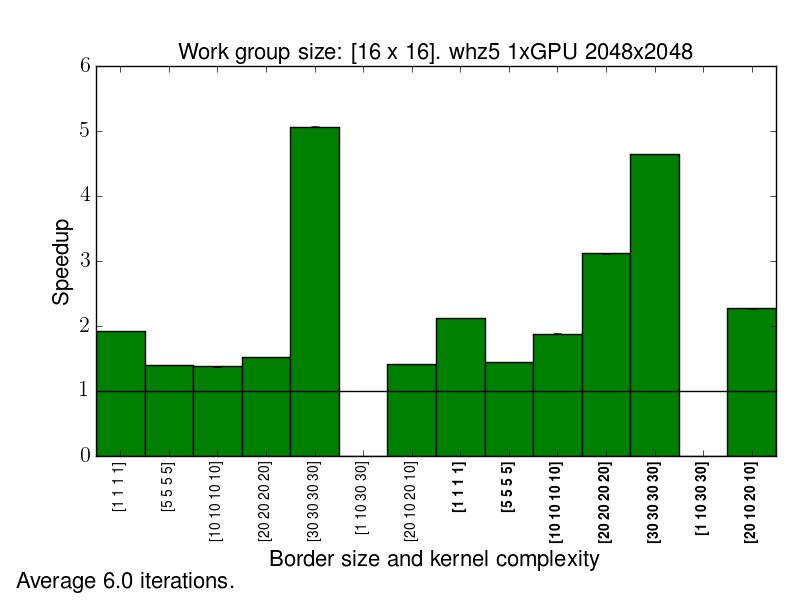 Work group size: [16 x 16]. whz5 1xGPU 2048x2048
6
5
4
3
2
1
0
Speedup
[1 1 1 1]
[5 5 5 5]
[10 10 10 10]
[20 20 20 20]
[30 30 30 30]
[1 10 30 30]
[20 10 20 10]
[1 1 1 1]
[5 5 5 5]
[10 10 10 10]
[20 20 20 20]
[30 30 30 30]
[1 10 30 30]
[20 10 20 10]
Border size and kernel complexity
Average 6.0 iterations.